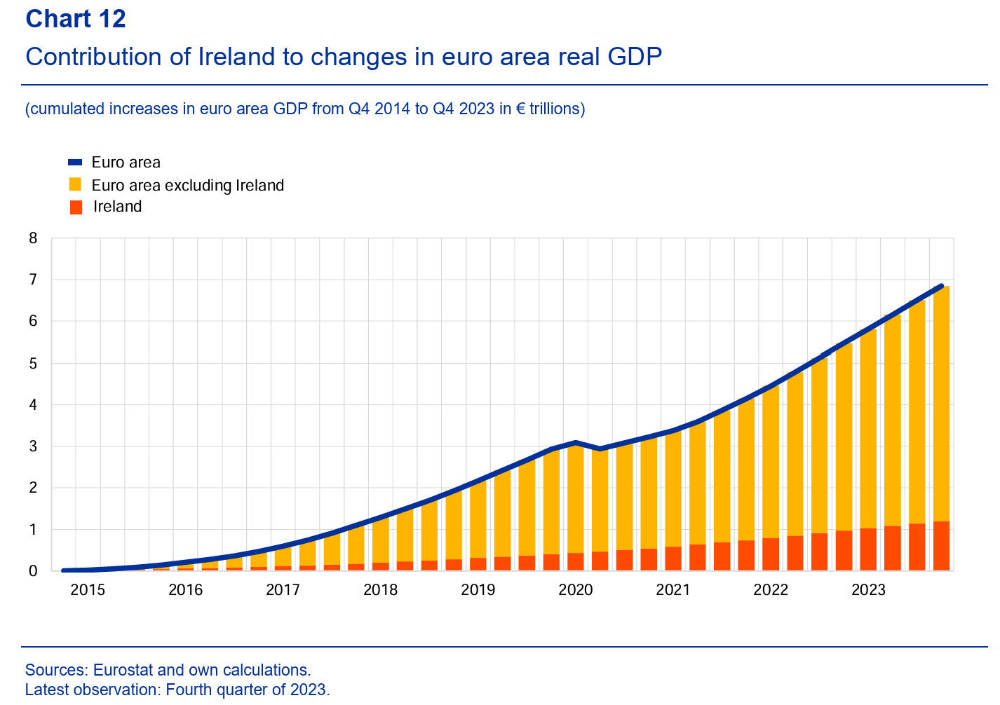 Chart 12
Contribution of Ireland to changes in euro area real GDP
(cumulated increases in euro area GDP from Q4 2014 to Q4 2023 in € trillions)
Euro area
Euro area excluding Ireland
Ireland
8
7
6
5
4
3
2
1
0
2015 2016 2017 2018 2019 2020 2021 2022 2023
Sources: Eurostat and own calculations.
Latest observation: Fourth quarter of 2023.